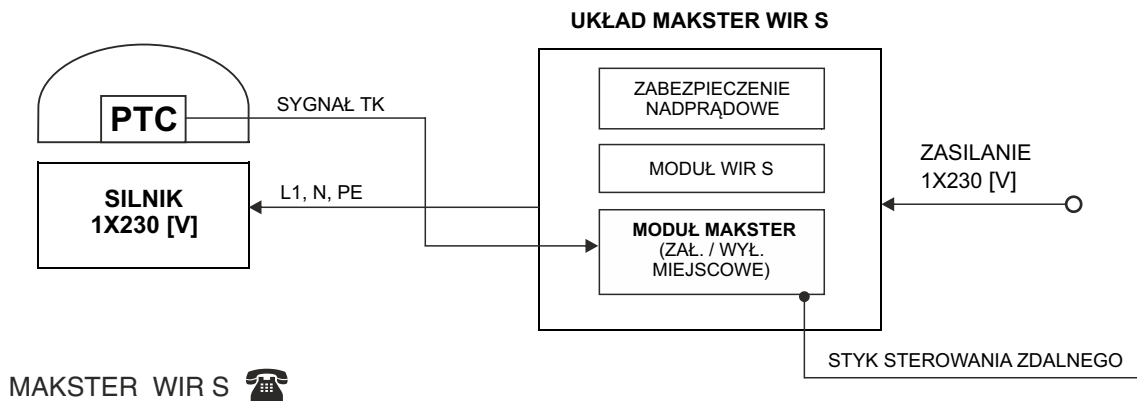 UKŁAD MAKSTER WIR S
PTC
SYGNAŁ TK
ZABEZPIECZENIE
NADPRĄDOWE
MODUŁ WIR S
ZASILANIE
1X230 [V]
SILNIK
1X230 [V]
L1, N, PE
MODUŁ MAKSTER
(ZAŁ. / WYŁ.
MIEJSCOWE)
STYK STEROWANIA ZDALNEGO
MAKSTER WIR S